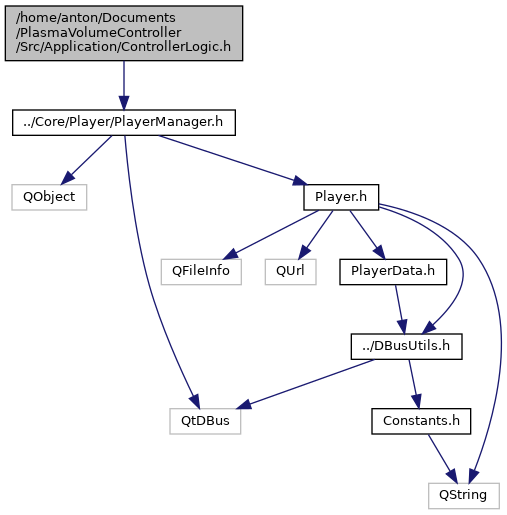 /home/anton/Documents
/PlasmaVolumeController
/Src/Application/ControllerLogic.h
../Core/Player/PlayerManager.h
QObject
Player.h
QFileInfo
QUrl
PlayerData.h
../DBusUtils.h
QtDBus
Constants.h
QString